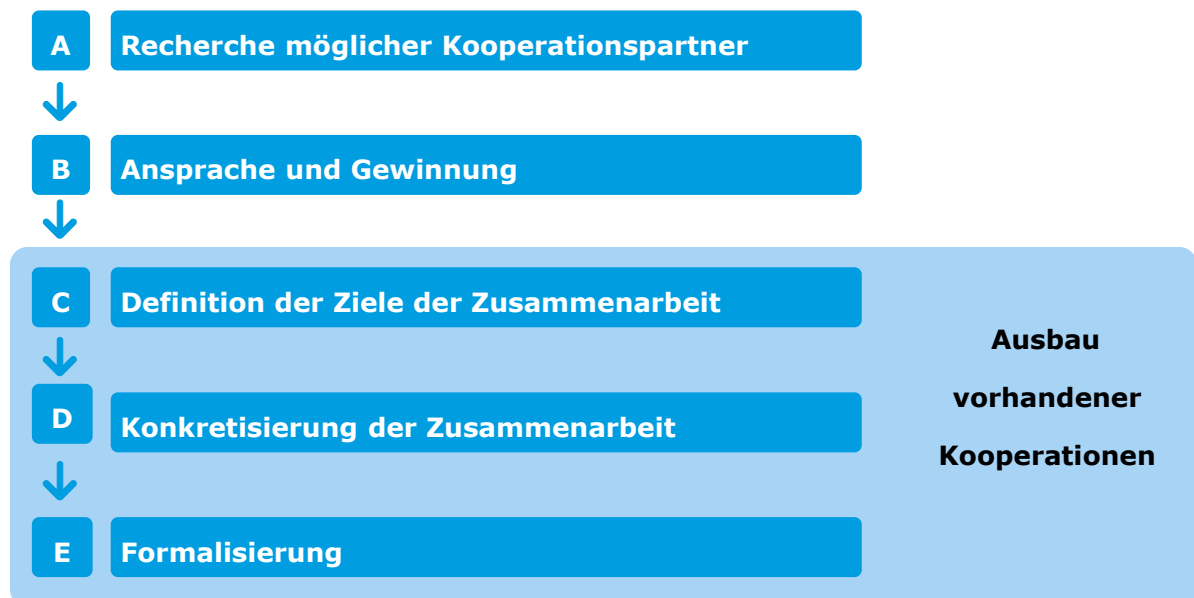 A Recherche möglicher Kooperationspartner
B Ansprache und Gewinnung
C Definition der Ziele der Zusammenarbeit
D Konkretisierung der Zusammenarbeit
E Formalisierung
Ausbau
vorhandener
Kooperationen